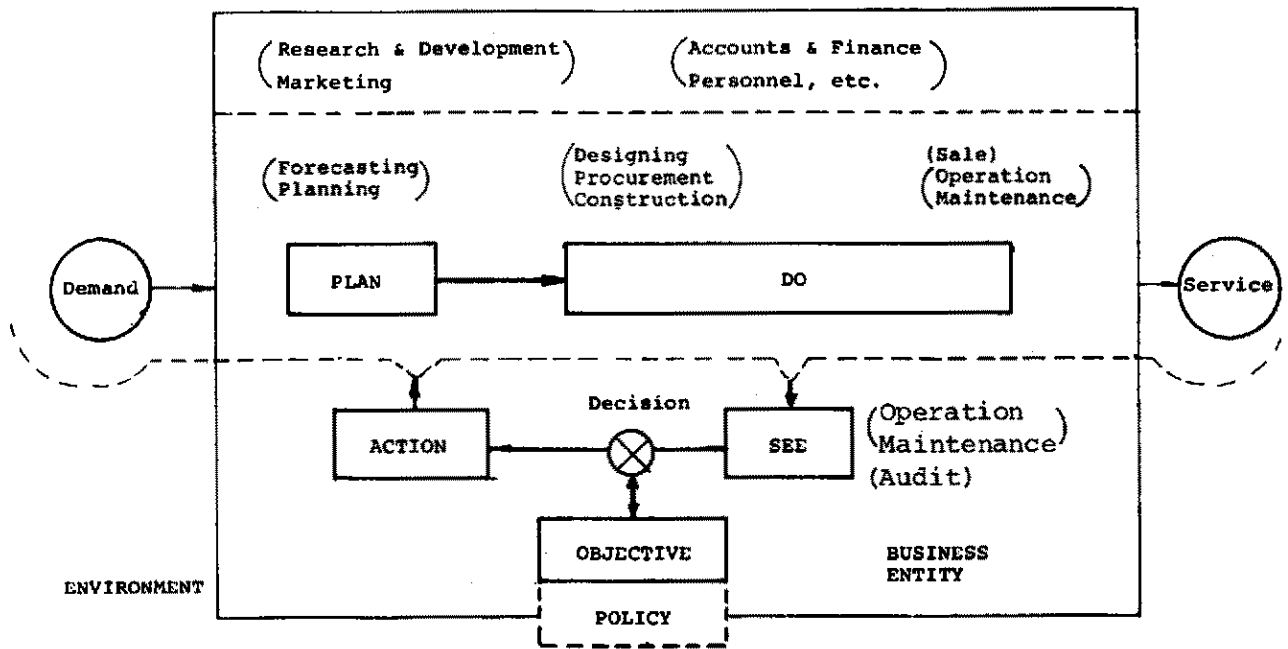 (Research & Development
Marketing)
(Accounts & Finance
Personnel, etc.)
(Forecasting
Planning)
(Designing
Procurement
Construction)
(Sale)
(Operation
Maintenance)
Demand
PLAN
DO
Service
Decision
ACTION
SEE
(Operation
Maintenance)
(Audit)
OBJECTIVE
BUSINESS
ENTITY
ENVIRONMENT
POLICY